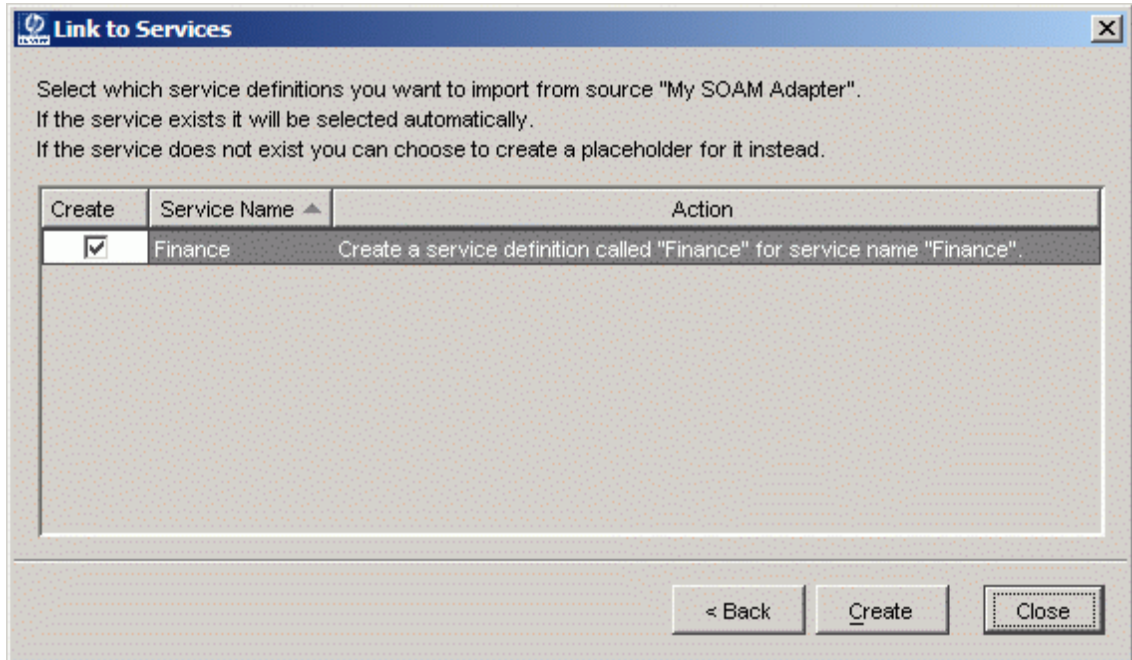 Link to Services
Select which service definitions you want to import from source "My SOAM Adapter".
If the service exists it will be selected automatically.
If the service does not exist you can choose to create a placeholder for it instead.
Create Service Name Action
Finance Create a service definition called "Finance" for service name "Finance".
< Back Create Close